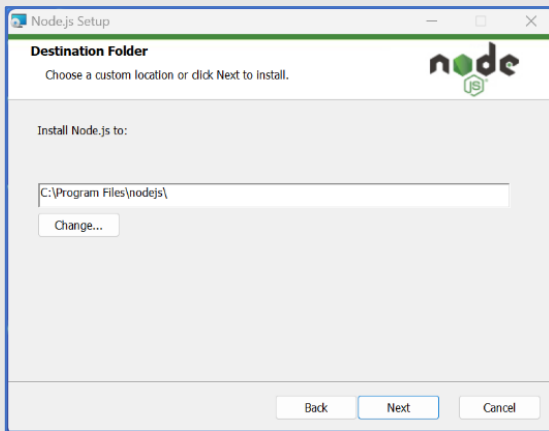 Node.js Setup
Destination Folder
Choose a custom location or click Next to install.
node
JS
Install Node.js to:
C:\Program Files\nodejs\
Change...
Back
Next
Cancel